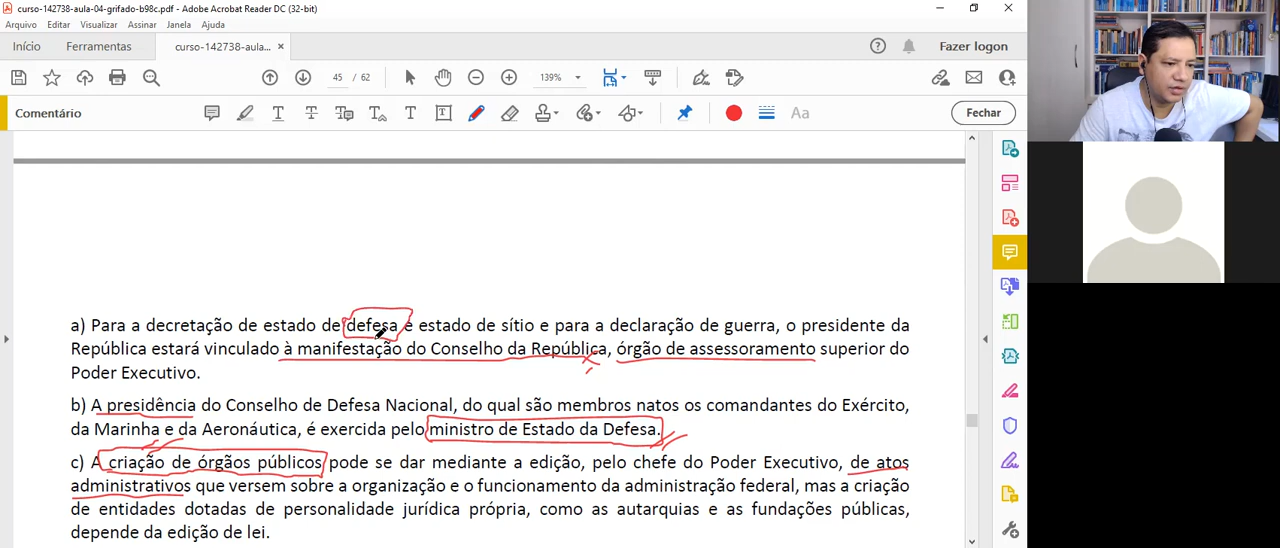 curso-142738-aula-04-grifado-b98c.pdf - Adobe Acrobat Reader DC (32-bit)
Arquivo Editar Visualizar Assinar Janela Ajuda
Início Ferramentas curso-142738-aula... × Fazer logon
45 / 62 139%
Comentário Aa Fechar
a) Para a decretação de estado de defesa e estado de sítio e para a declaração de guerra, o presidente da
República estará vinculado à manifestação do Conselho da República, órgão de assessoramento superior do
Poder Executivo.
b) A presidência do Conselho de Defesa Nacional, do qual são membros natos os comandantes do Exército,
da Marinha e da Aeronáutica, é exercida pelo ministro de Estado da Defesa.
c) A criação de órgãos públicos pode se dar mediante a edição, pelo chefe do Poder Executivo, de atos
administrativos que versem sobre a organização e o funcionamento da administração federal, mas a criação
de entidades dotadas de personalidade jurídica própria, como as autarquias e as fundações públicas,
depende da edição de lei.